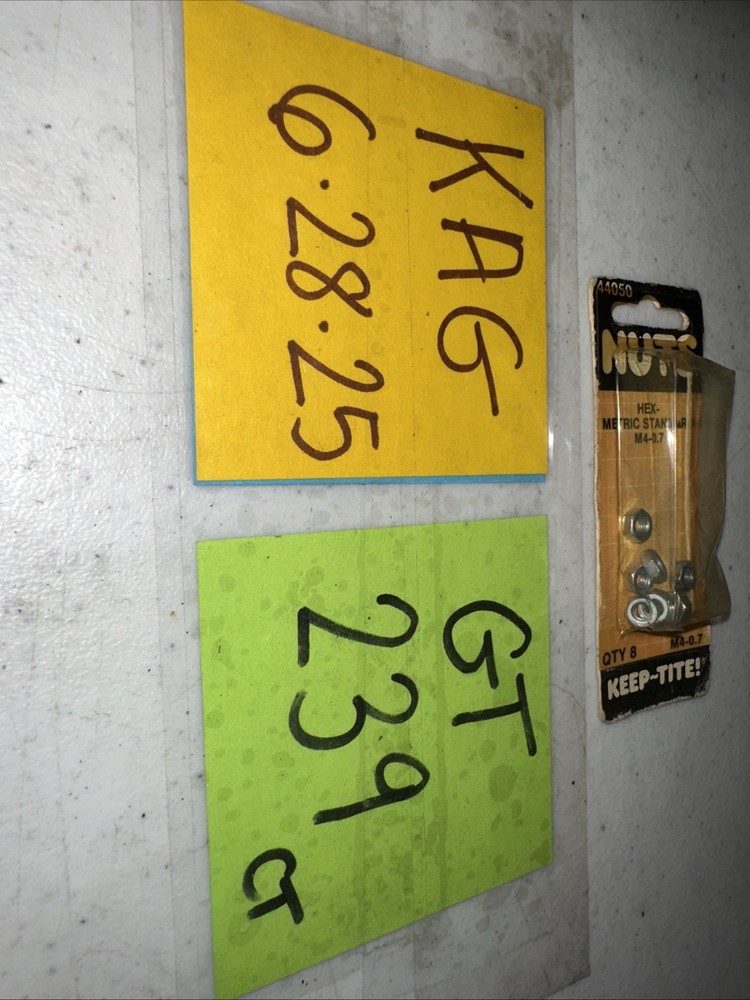 KAG
6.28.25
GT
239
CT
44050
NUTS
HEX-
METRIC STANDARD
M4-0.7
M4-0.7
QTY 8
KEEP-TITE!